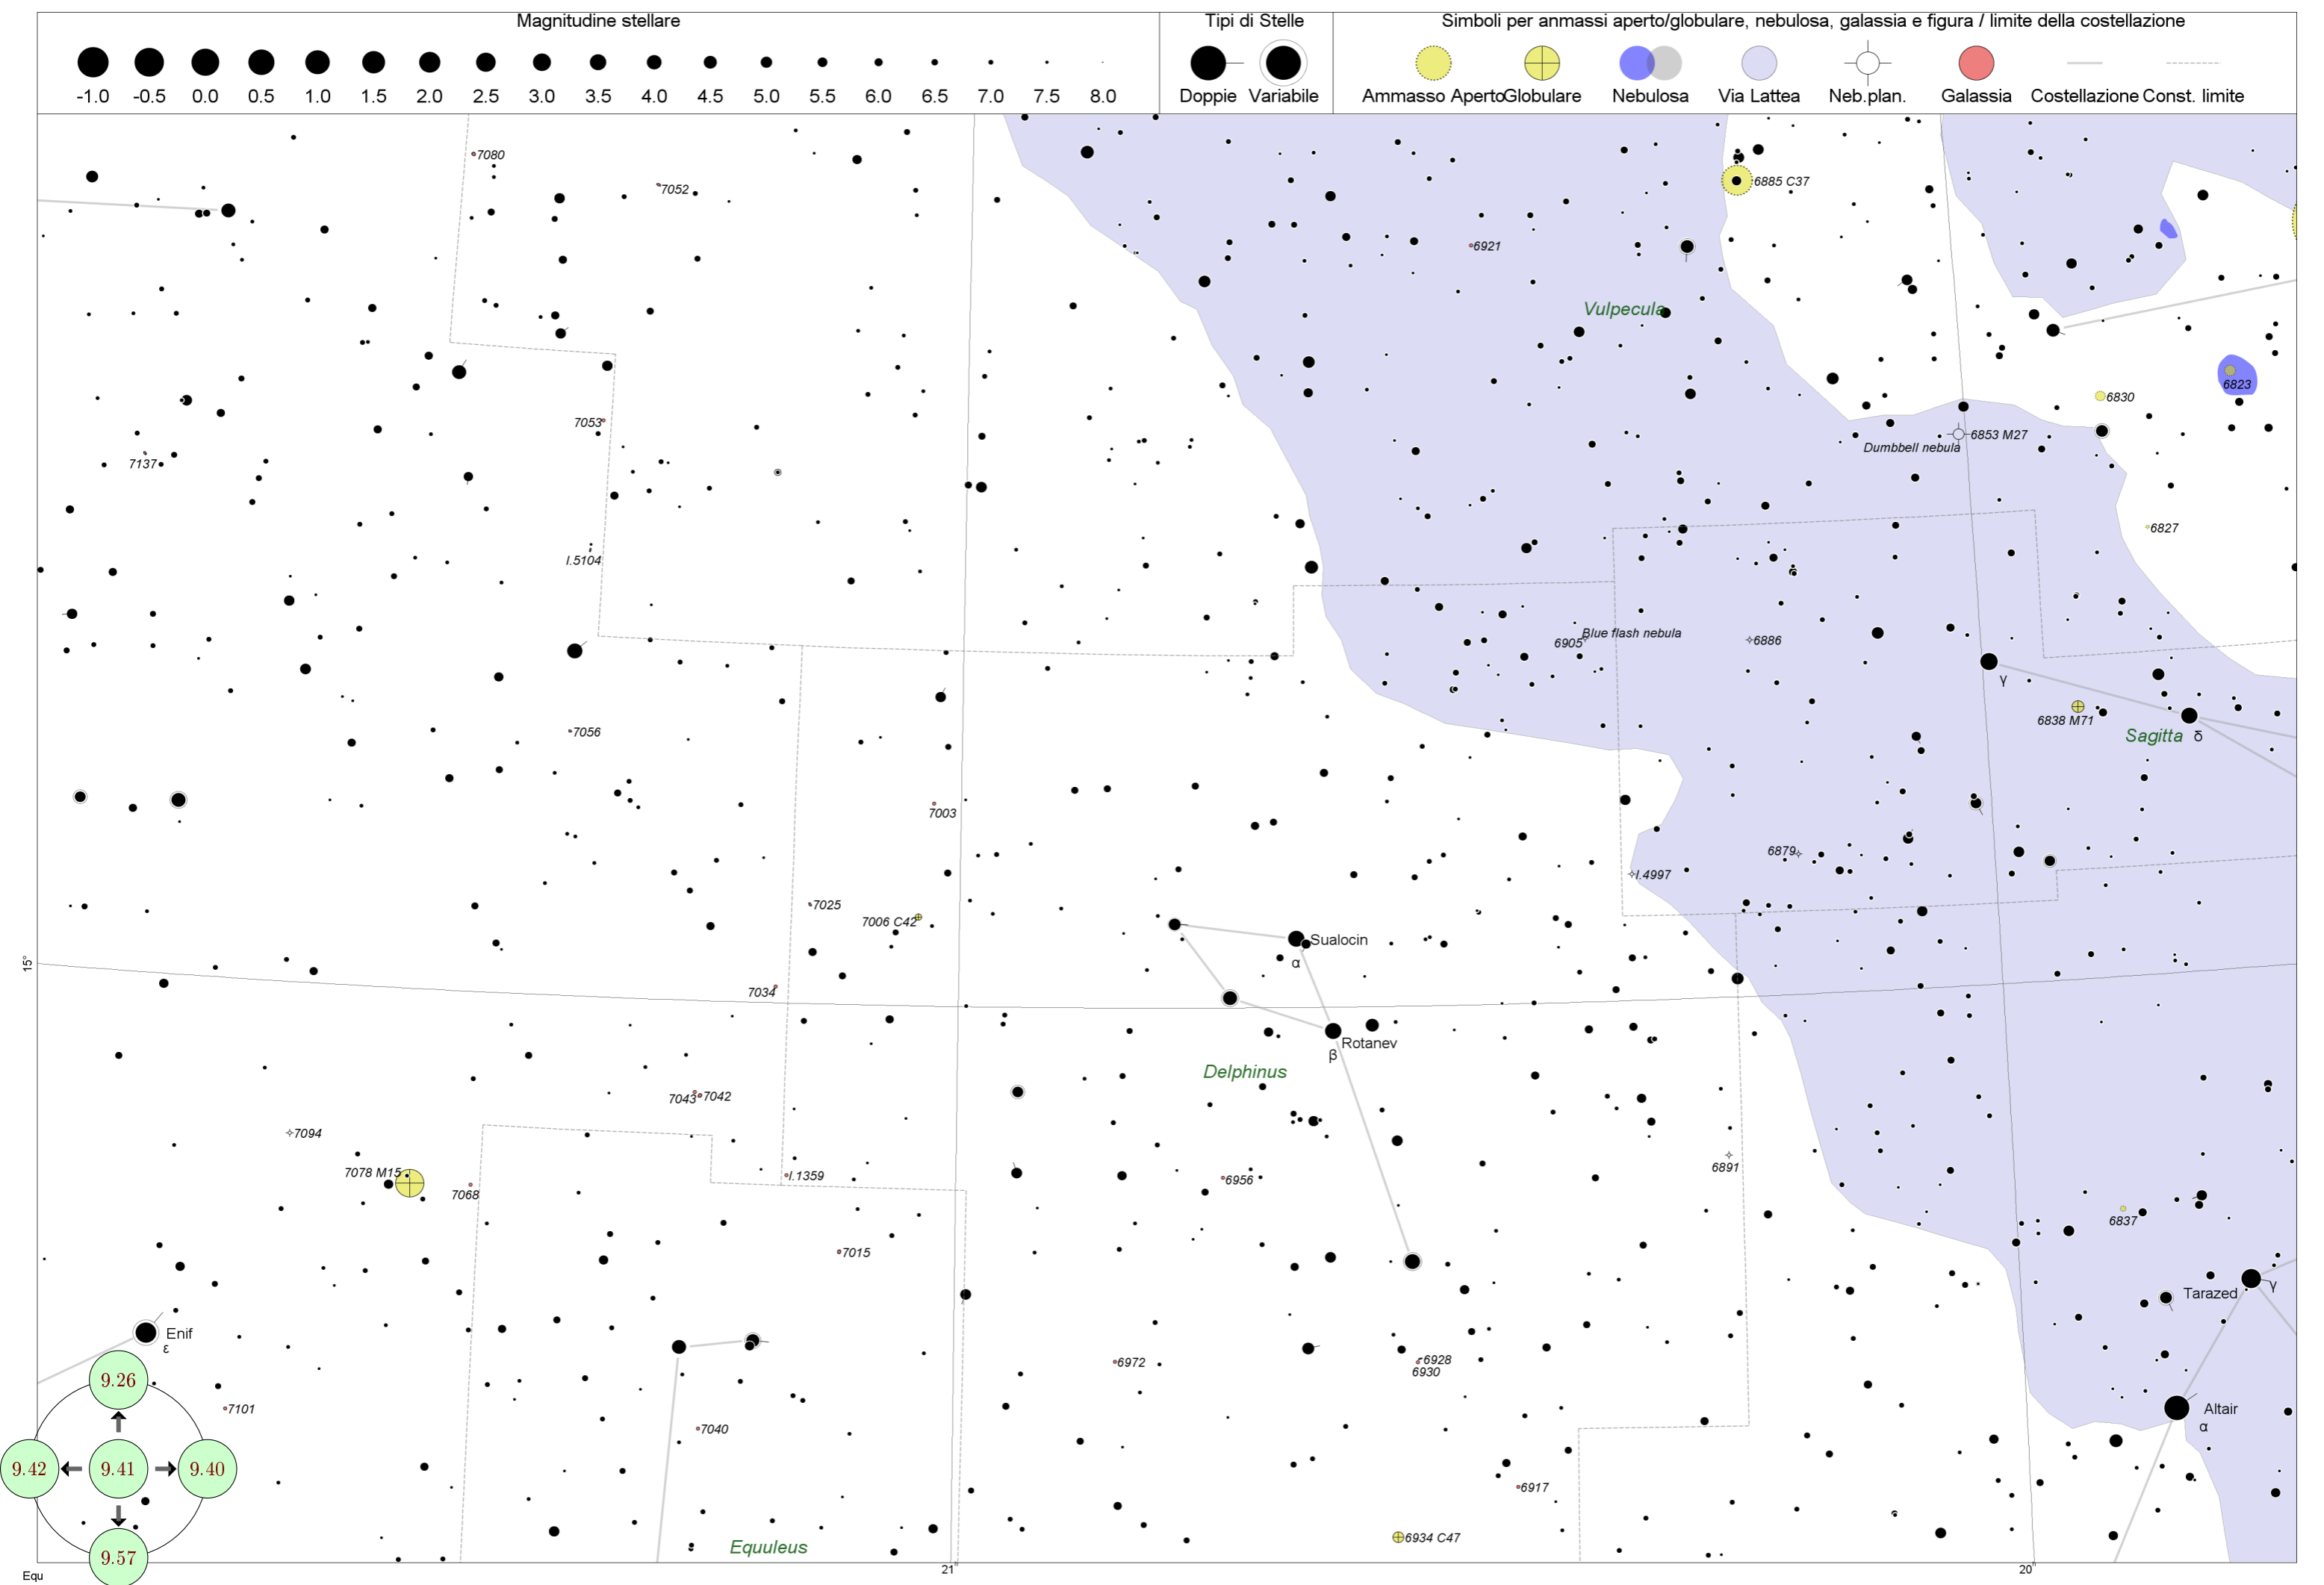 Magnitudine stellare
Tipi di Stelle
Simboli per anmassi aperto/globulare, nebulosa, galassia e figura / limite della costellazione
-1.0 -0.5 0.0 0.5 1.0 1.5 2.0 2.5 3.0 3.5 4.0 4.5 5.0 5.5 6.0 6.5 7.0 7.5 8.0
Doppie Variabile
Ammasso Aperto Globulare Nebulosa Via Lattea Neb.plan. Galassia Costellazione Const. limite
7080
7052
6885 C37
6921
Vulpecula
6823
6830
7053
6853 M27
Dumbbell nebula
7137
6827
I.5104
Blue flash nebula
6905
6886
γ
6838 M71
Sagitta
δ
7056
7003
6879
I.4997
7025
7006 C42
Sualocin
α
15°
7034
Rotanev
β
Delphinus
7043
7042
7094
7078 M15
7068
I.1359
6956
6891
6837
7015
Tarazed
γ
Enif
ε
6972
6928
6930
9.26
7101
Altair
α
7040
9.42
9.41
9.40
6917
6934 C47
Equuleus
9.57
21h
20h
Equ